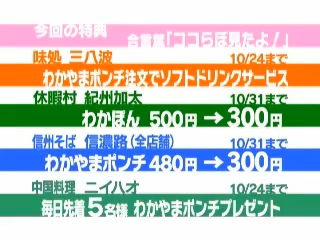 今回の特典
合言葉「ココらぼ見たよ！」
味処 三八波 10/24まで
わかやまポンチ注文でソフトドリンクサービス
休暇村 紀州加太 10/31まで
わかぽん 500円→300円
信州そば 信濃路(全店舗) 10/31まで
わかやまポンチ480円→300円
中国料理 ニイハオ 10/24まで
毎日先着5名様 わかやまポンチプレゼント